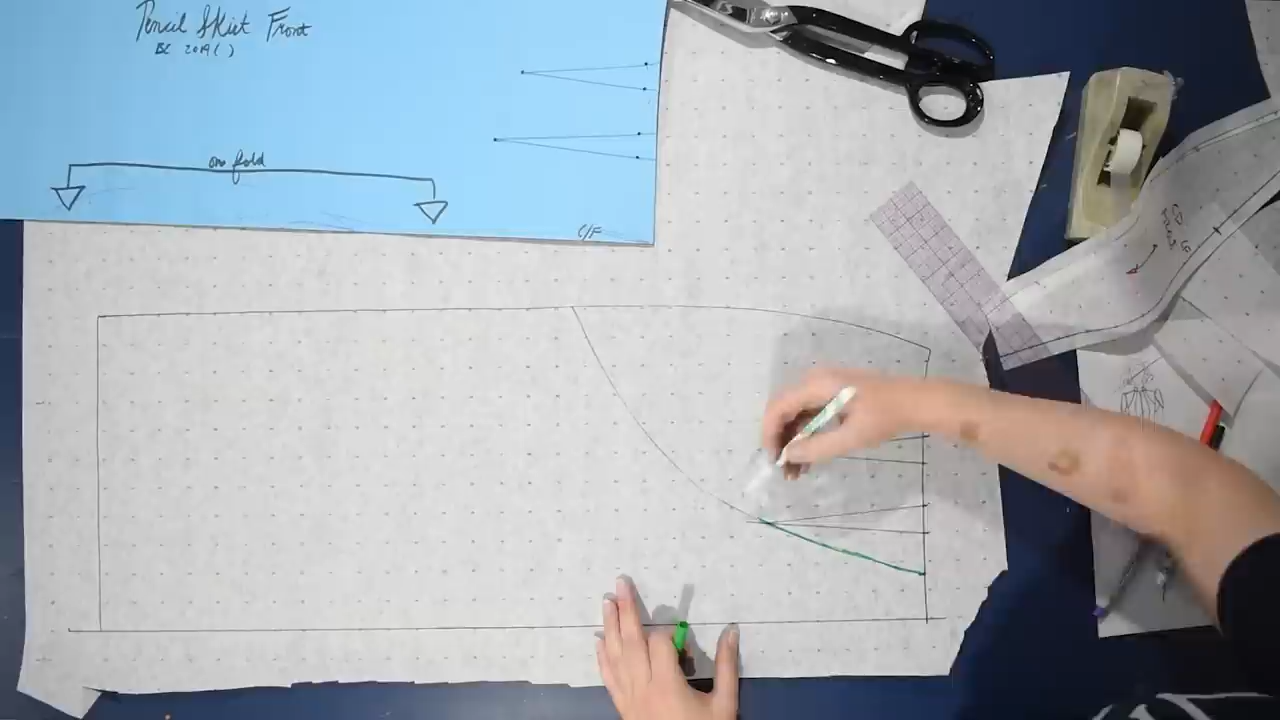 Pencil Skirt Front
BC 2019( )
on fold
C/F